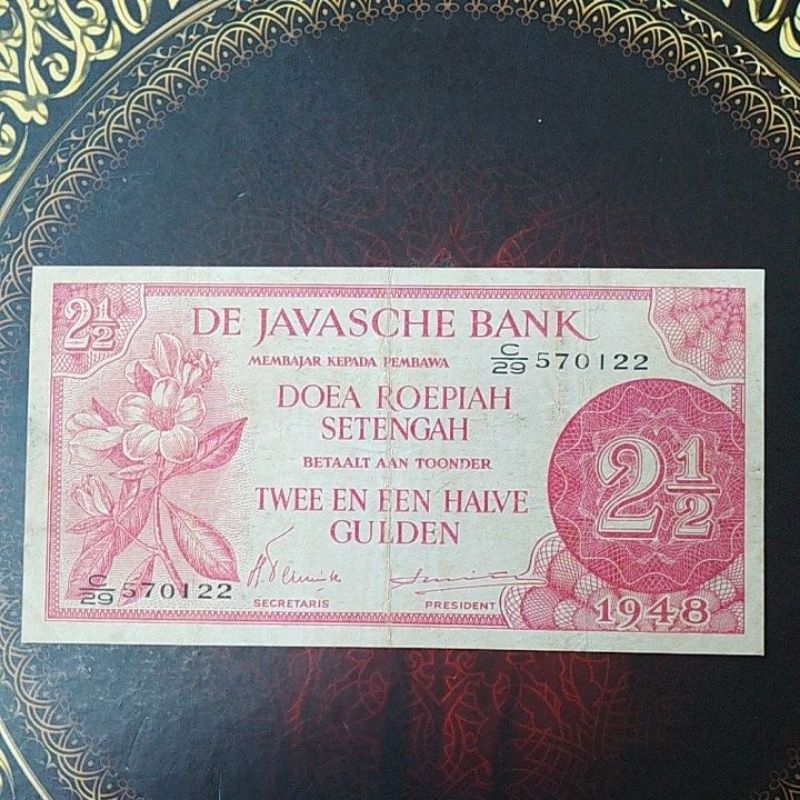 2½
DE JAVASCHE BANK
MEMBAJAR KEPADA PEMBAWA
C/29 570122
DOEA ROEPIAH
SETENGAH
BETAALT AAN TOONDER
TWEE EN EEN HALVE
GULDEN
2½
C/29 570122
SECRETARIS
PRESIDENT
1948